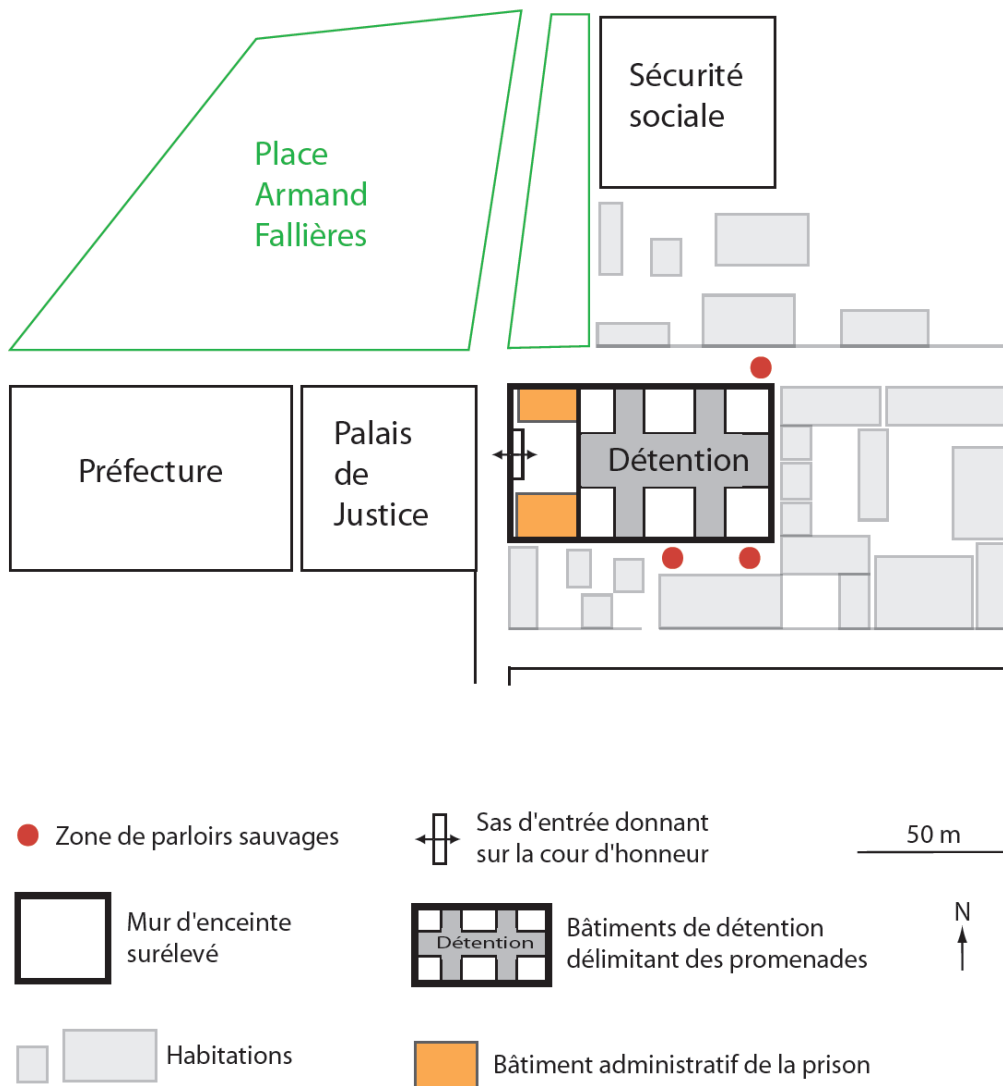 Sécurité
sociale
Place
Armand
Fallières
Préfecture
Palais
de
Justice
Détention
Zone de parloirs sauvages
Sas d'entrée donnant
sur la cour d'honneur
50 m
Mur d'enceinte
surélevé
Détention
Bâtiments de détention
délimitant des promenades
N
Habitations
Bâtiment administratif de la prison